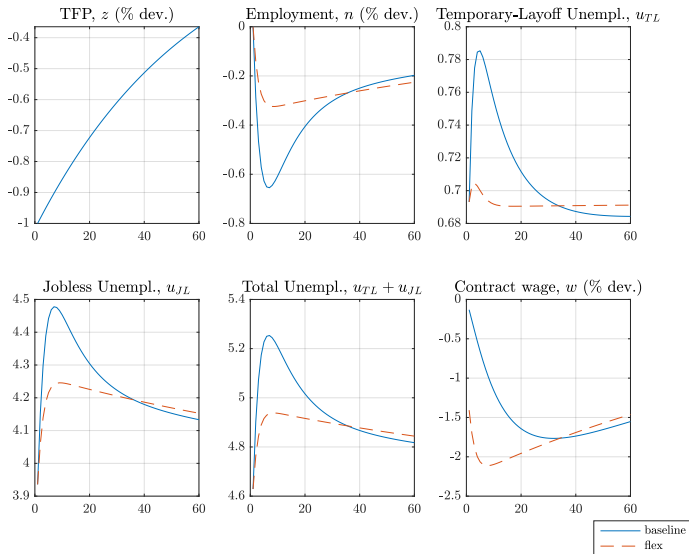 TFP, z (% dev.)
-0.4
-0.5
-0.6
-0.7
-0.8
-0.9
-1
0 20 40 60
Employment, n (% dev.)
0
-0.2
-0.4
-0.6
-0.8
0 20 40 60
Temporary-Layoff Unempl., u_TL
0.8
0.78
0.76
0.74
0.72
0.7
0.68
0 20 40 60
Jobless Unempl., u_JL
4.5
4.4
4.3
4.2
4.1
4
3.9
0 20 40 60
Total Unempl., u_TL + u_JL
5.4
5.2
5
4.8
4.6
0 20 40 60
Contract wage, w (% dev.)
0
-0.5
-1
-1.5
-2
-2.5
0 20 40 60
baseline
flex